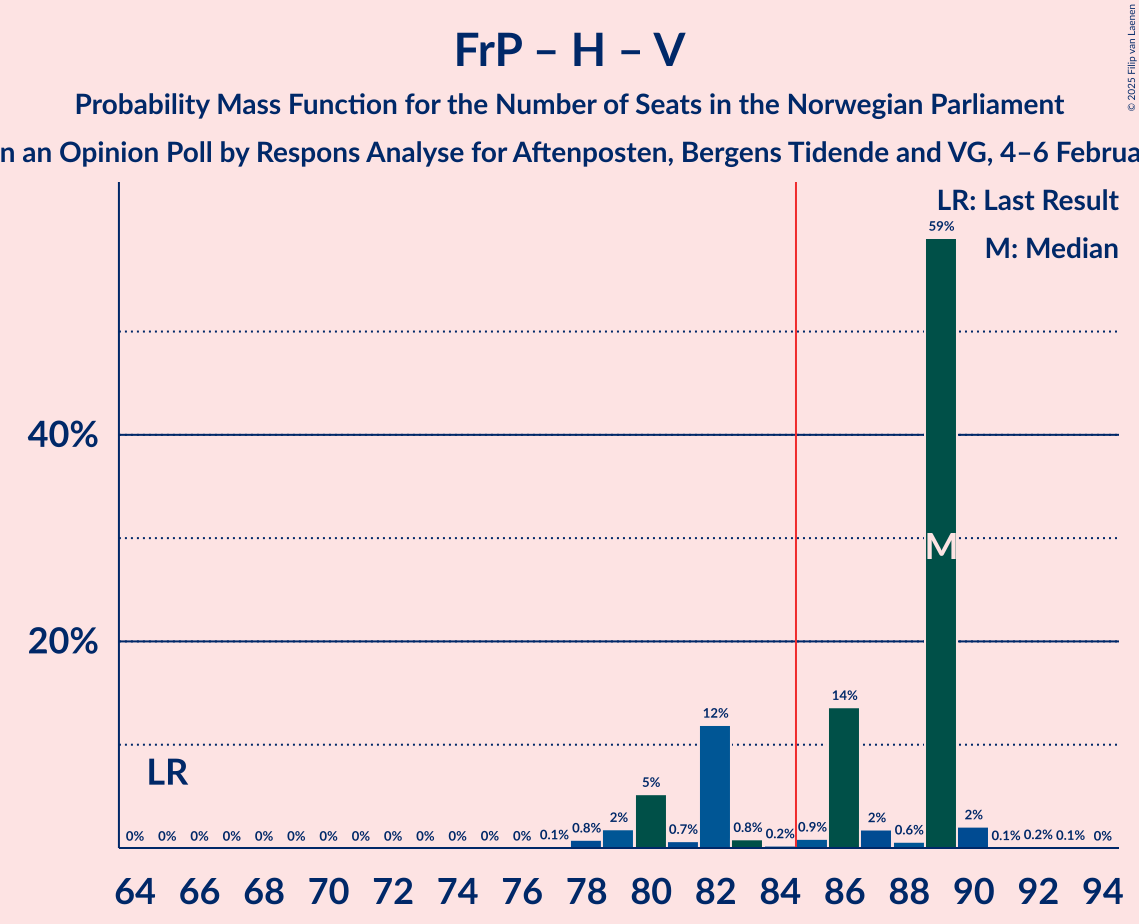 FrP – H – V
Probability Mass Function for the Number of Seats in the Norwegian Parliament
n an Opinion Poll by Respons Analyse for Aftenposten, Bergens Tidende and VG, 4–6 Februa
© 2025 Filip van Laenen
LR: Last Result
M: Median
59%
40%
M
20%
14%
12%
LR
5%
0% 0% 0% 0% 0% 0% 0% 0% 0% 0% 0% 0% 0% 0.1% 0.8% 2% 0.7% 0.8% 0.2% 0.9% 2% 0.6% 2% 0.1% 0.2% 0.1% 0%
64 66 68 70 72 74 76 78 80 82 84 86 88 90 92 94